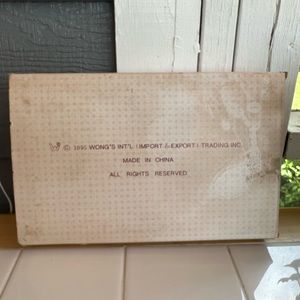 © 1995 WONG'S INT'L (IMPORT & EXPORT) TRADING INC.
MADE IN CHINA
ALL RIGHTS RESERVED